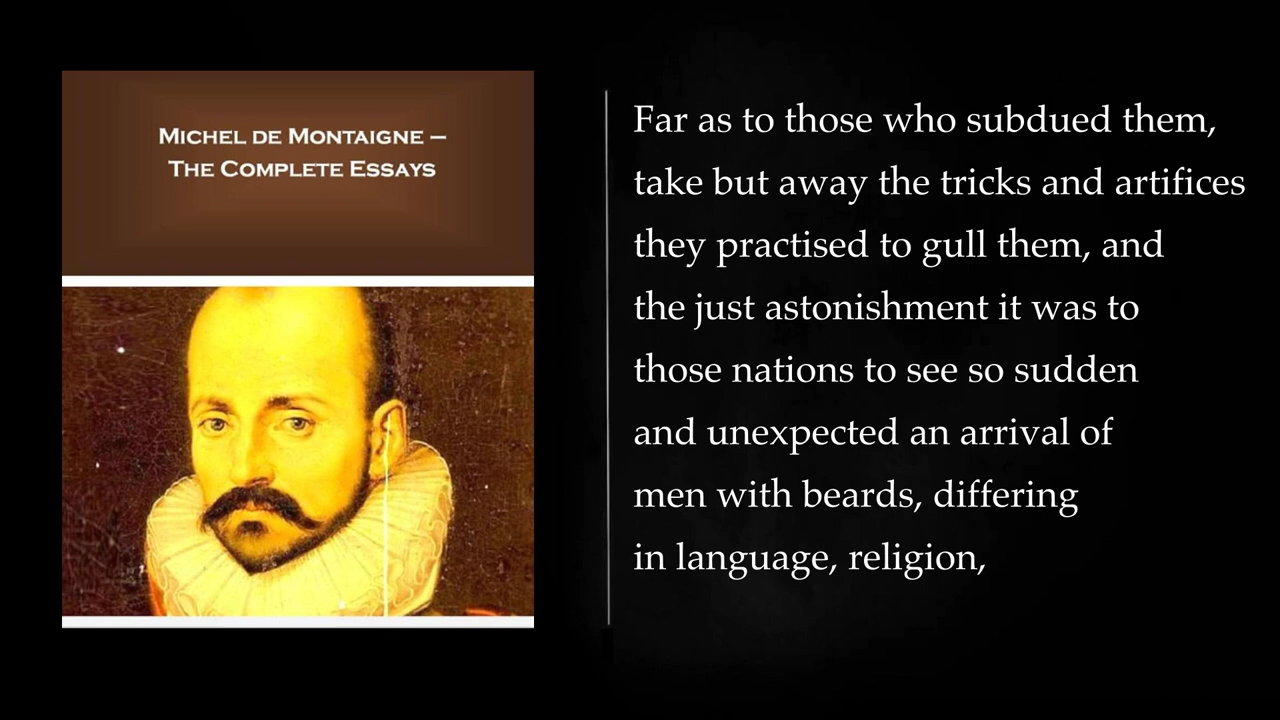 Michel de Montaigne –
The Complete Essays
Far as to those who subdued them,
take but away the tricks and artifices
they practised to gull them, and
the just astonishment it was to
those nations to see so sudden
and unexpected an arrival of
men with beards, differing
in language, religion,